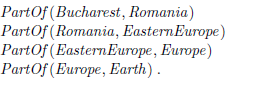 PartOf(Bucharest, Romania)
PartOf(Romania, EasternEurope)
PartOf(EasternEurope, Europe)
PartOf(Europe, Earth) .